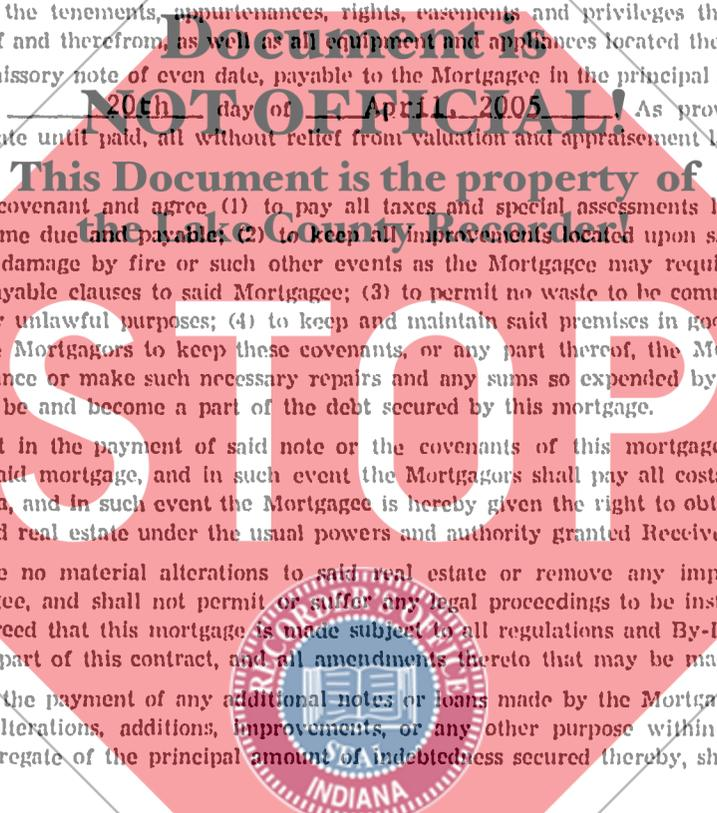 the tenements, appurtenances, rights, easements and privileges th
Document is
f and therefrom, as well as all equipment and appliances located the
issory note of even date, payable to the Mortgagee in the principal
NOT OFFICIAL!
20th day of April, 2005 As prov
te until paid, all without relief from valuation and appraisement l
This Document is the property of
covenant and agree (1) to pay all taxes and special assessments l
the Lake County Recorder!
me due and payable; (2) to keep all improvements located upon s
damage by fire or such other events as the Mortgagee may requi
yable clauses to said Mortgagee; (3) to permit no waste to be com
unlawful purposes; (4) to keep and maintain said premises in goo
STOP
Mortgagors to keep these covenants, or any part thereof, the M
nce or make such necessary repairs and any sums so expended by
be and become a part of the debt secured by this mortgage.
t in the payment of said note or the covenants of this mortgage
aid mortgage, and in such event the Mortgagors shall pay all cost
a, and in such event the Mortgagee is hereby given the right to obt
d real estate under the usual powers and authority granted Receive
e no material alterations to said real estate or remove any imp
ee, and shall not permit or suffer any legal proceedings to be ins
reed that this mortgage is made subject to all regulations and By-L
part of this contract, and all amendments thereto that may be ma
RECORDER'S OFFICE
the payment of any additional notes or loans made by the Mortga
lterations, additions, improvements, or any other purpose within
SEAL
regate of the principal amount of indebtedness secured thereby, sh
INDIANA